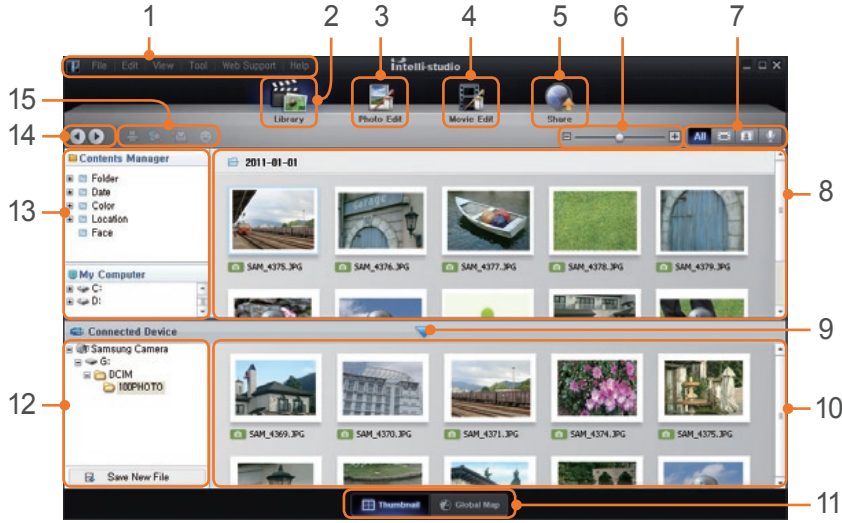 1
2
3
4
5
6
7
File Edit View Tool Web Support Help
Intelli-studio
15
Library
Photo Edit
Movie Edit
Share
14
All
Contents Manager
2011-01-01
Folder
Date
13
Color
8
Location
Face
SAM_4375.JPG
SAM_4376.JPG
SAM_4377.JPG
SAM_4378.JPG
SAM_4379.JPG
My Computer
C:
D:
Connected Device
9
Samsung Camera
G:
DCIM
12
100PHOTO
10
SAM_4369.JPG
SAM_4370.JPG
SAM_4371.JPG
SAM_4374.JPG
SAM_4375.JPG
Save New File
Thumbnail
Global Map
11